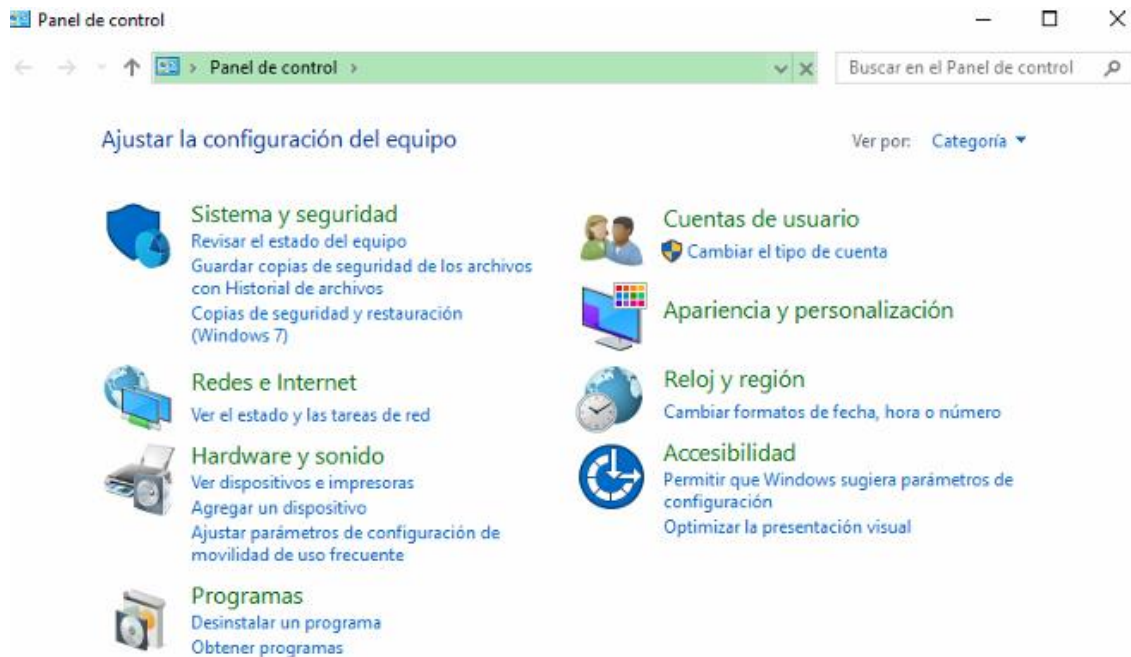 Panel de control
Panel de control
Buscar en el Panel de control
Ajustar la configuración del equipo
Ver por: Categoría
Sistema y seguridad
Revisar el estado del equipo
Guardar copias de seguridad de los archivos
con Historial de archivos
Copias de seguridad y restauración
(Windows 7)
Redes e Internet
Ver el estado y las tareas de red
Hardware y sonido
Ver dispositivos e impresoras
Agregar un dispositivo
Ajustar parámetros de configuración de
movilidad de uso frecuente
Programas
Desinstalar un programa
Obtener programas
Cuentas de usuario
Cambiar el tipo de cuenta
Apariencia y personalización
Reloj y región
Cambiar formatos de fecha, hora o número
Accesibilidad
Permitir que Windows sugiera parámetros de
configuración
Optimizar la presentación visual